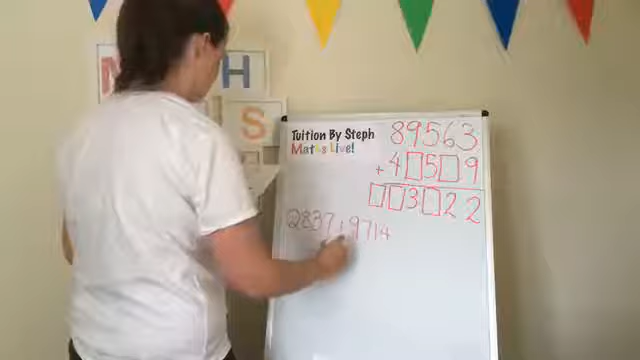 H
S
Tuition By Steph
Maths Live!
89563
+ 4□5□9
□□3□22
2837+9714